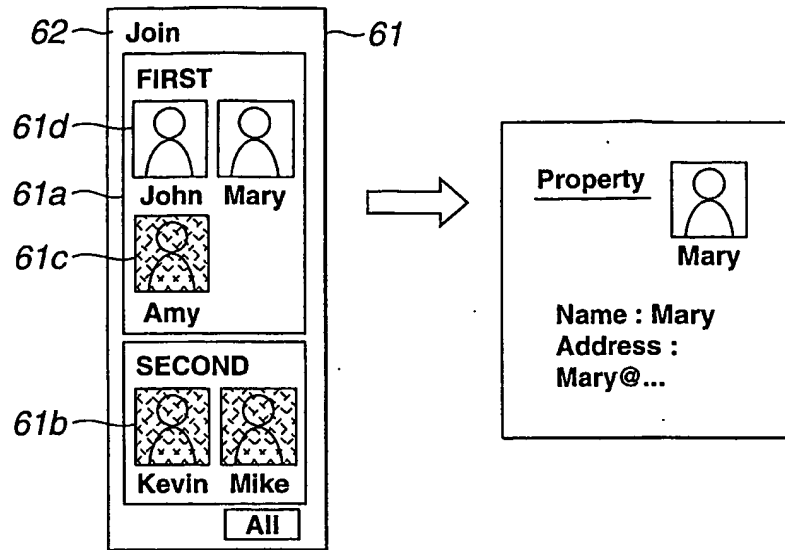 62 Join 61
FIRST
61d
61a John Mary
61c
Amy
SECOND
61b
Kevin Mike
All
Property
Mary
Name : Mary
Address :
Mary@...